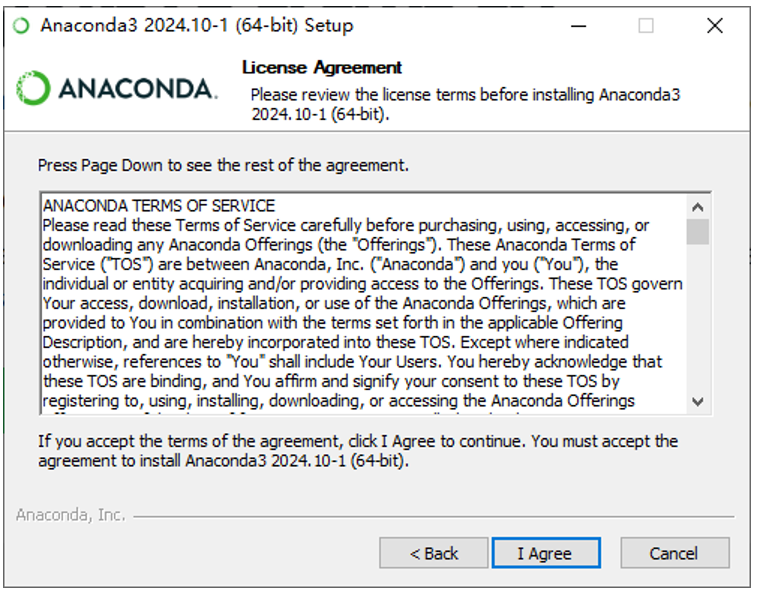 Anaconda3 2024.10-1 (64-bit) Setup
ANACONDA.
License Agreement
Please review the license terms before installing Anaconda3
2024.10-1 (64-bit).
Press Page Down to see the rest of the agreement.
ANACONDA TERMS OF SERVICE
Please read these Terms of Service carefully before purchasing, using, accessing, or
downloading any Anaconda Offerings (the "Offerings"). These Anaconda Terms of
Service ("TOS") are between Anaconda, Inc. ("Anaconda") and you ("You"), the
individual or entity acquiring and/or providing access to the Offerings. These TOS govern
Your access, download, installation, or use of the Anaconda Offerings, which are
provided to You in combination with the terms set forth in the applicable Offering
Description, and are hereby incorporated into these TOS. Except where indicated
otherwise, references to "You" shall include Your Users. You hereby acknowledge that
these TOS are binding, and You affirm and signify your consent to these TOS by
registering to, using, installing, downloading, or accessing the Anaconda Offerings
If you accept the terms of the agreement, click I Agree to continue. You must accept the
agreement to install Anaconda3 2024.10-1 (64-bit).
Anaconda, Inc.
< Back
I Agree
Cancel